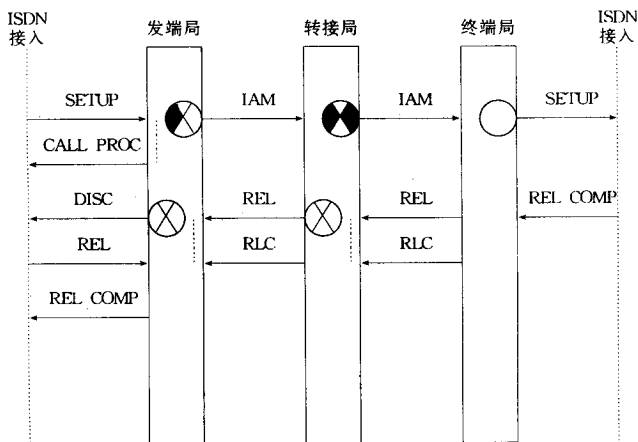 ISDN
接入
发端局
转接局
终端局
ISDN
接入
SETUP
IAM
IAM
SETUP
CALL PROC
DISC
REL
REL
REL COMP
REL
RLC
RLC
REL COMP